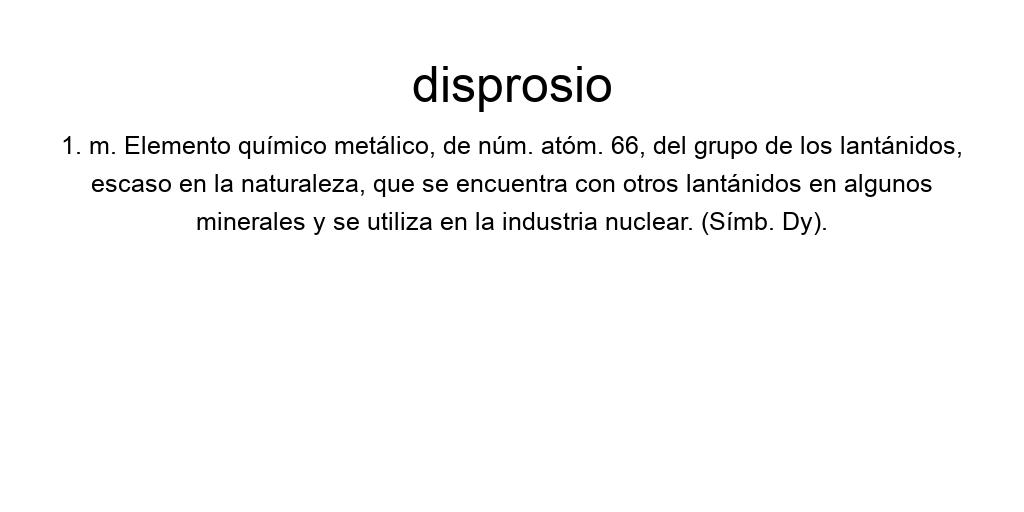 disprosio
1. m. Elemento químico metálico, de núm. atóm. 66, del grupo de los lantánidos,
escaso en la naturaleza, que se encuentra con otros lantánidos en algunos
minerales y se utiliza en la industria nuclear. (Símb. Dy).